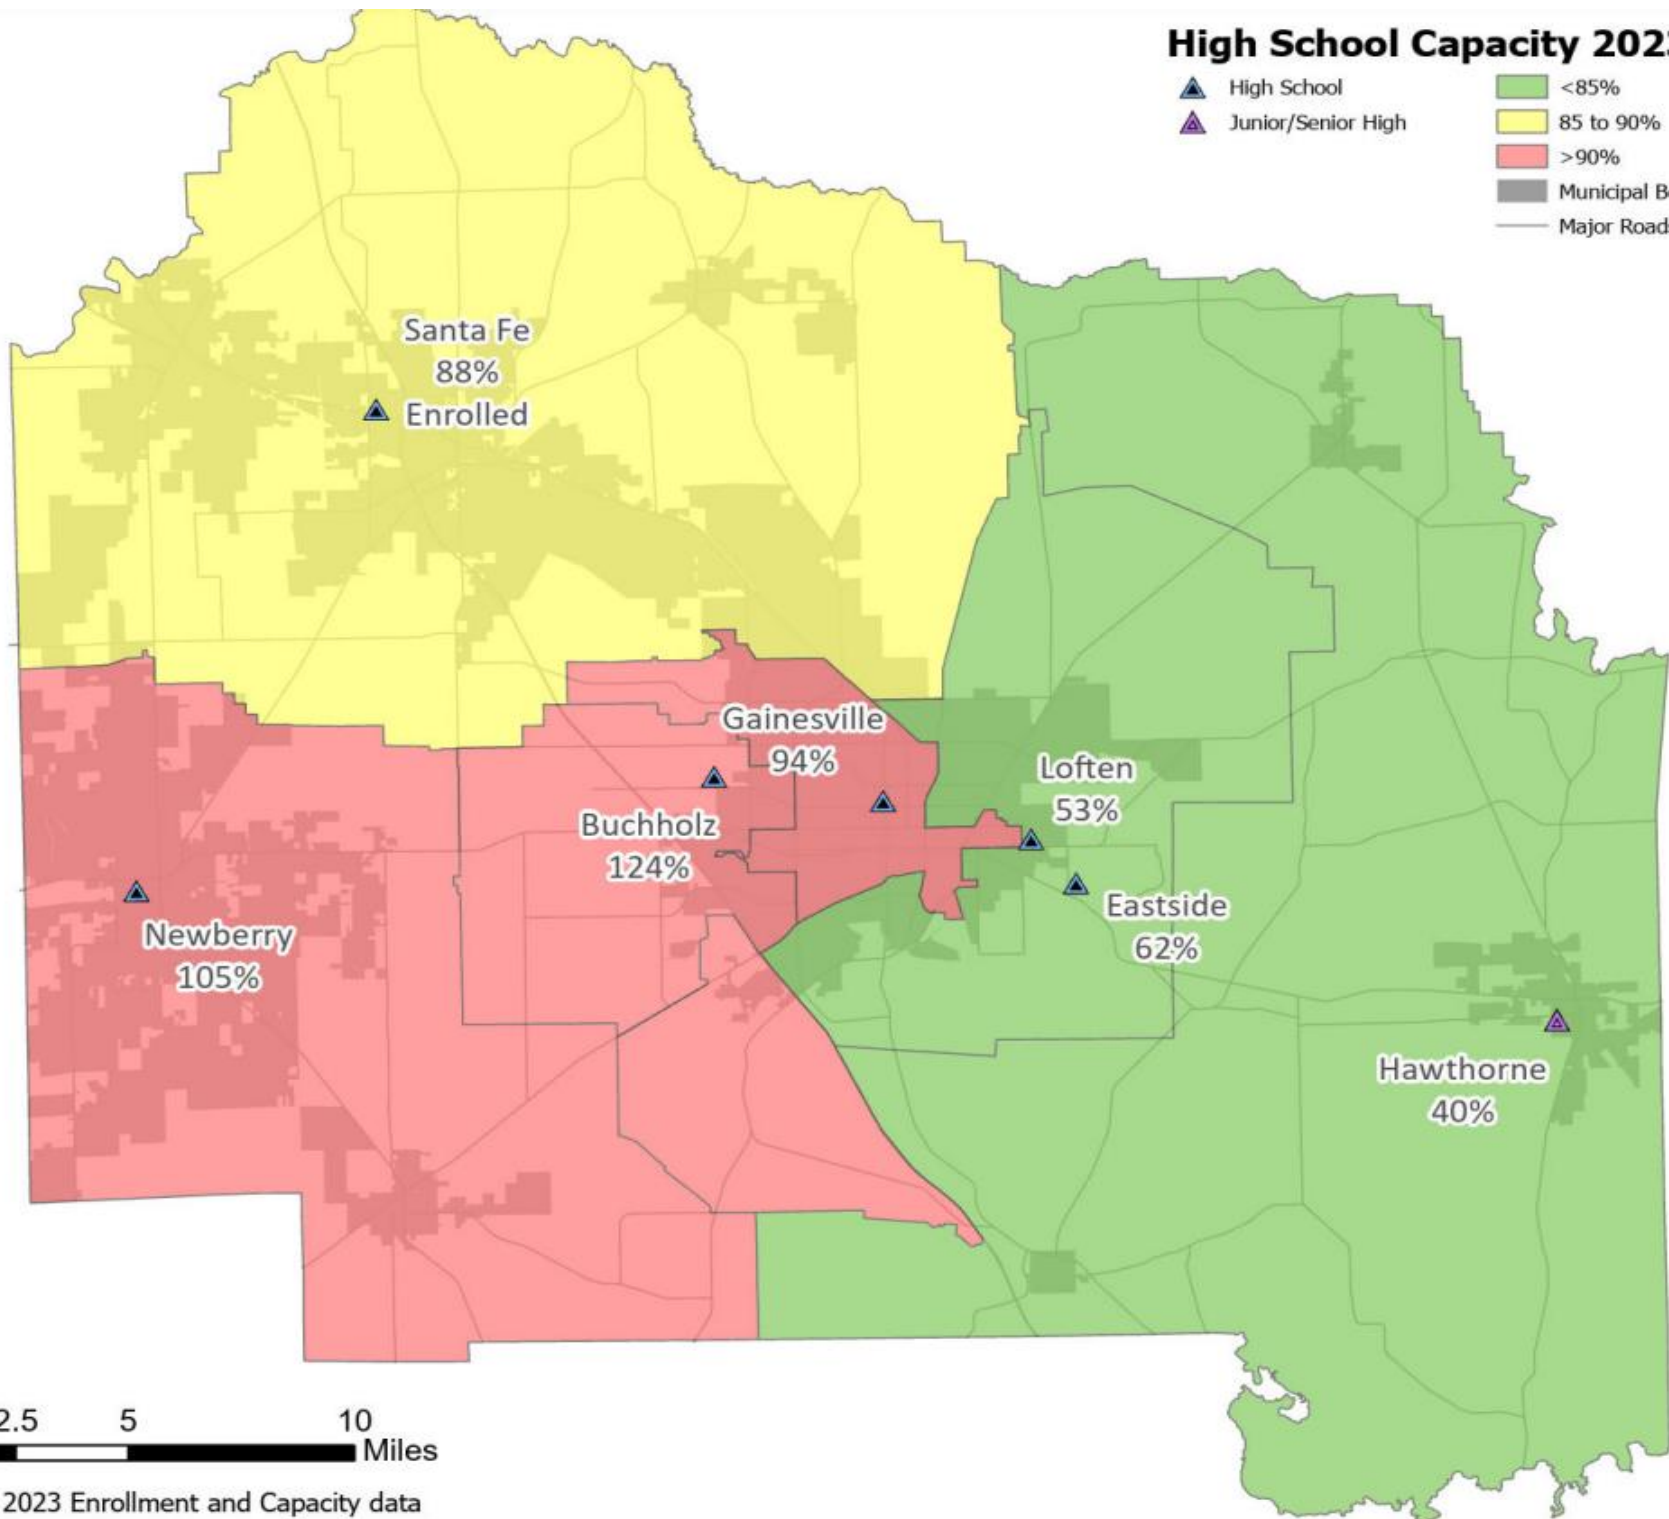 High School Capacity 202
High School
Junior/Senior High
<85%
85 to 90%
>90%
Municipal B
Major Road
Santa Fe
88%
Enrolled
Gainesville
94%
Loften
53%
Buchholz
124%
Eastside
62%
Newberry
105%
Hawthorne
40%
2.5 5 10
Miles
2023 Enrollment and Capacity data